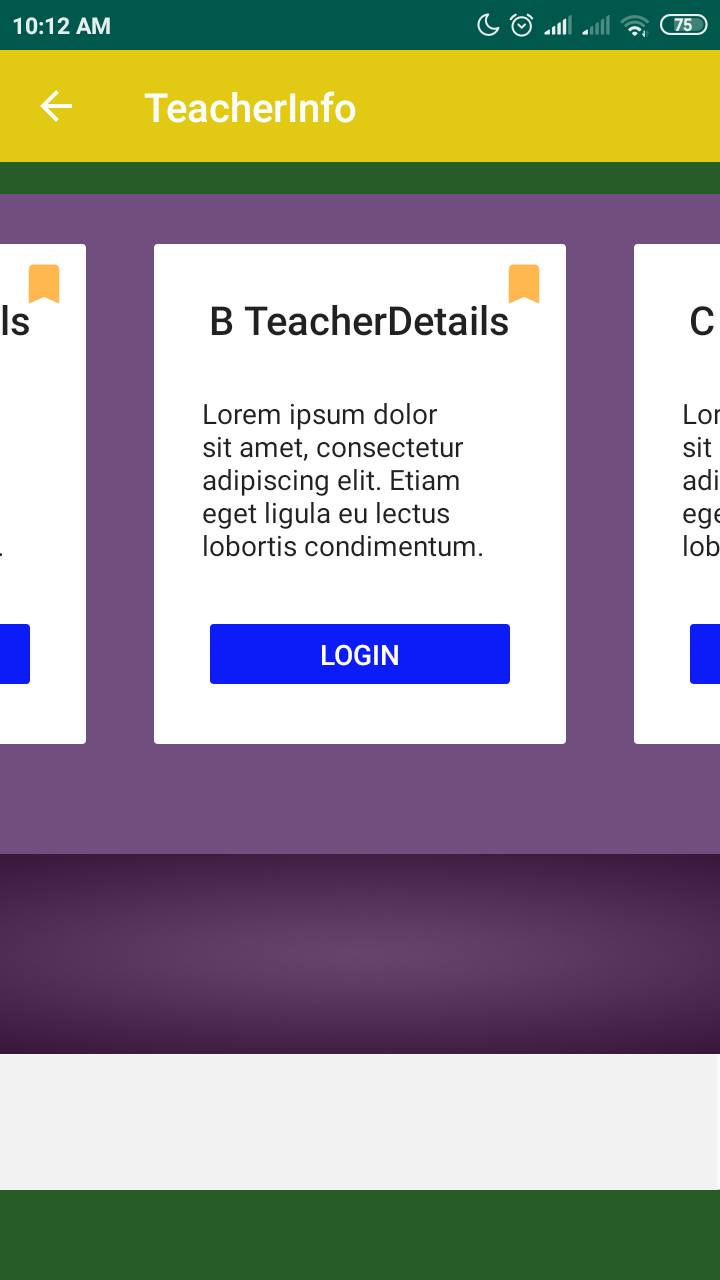 10:12 AM
75
TeacherInfo
ls
B TeacherDetails
C
Lorem ipsum dolor
sit amet, consectetur
adipiscing elit. Etiam
eget ligula eu lectus
lobortis condimentum.
.
Lor
sit
adi
ege
lob
LOGIN